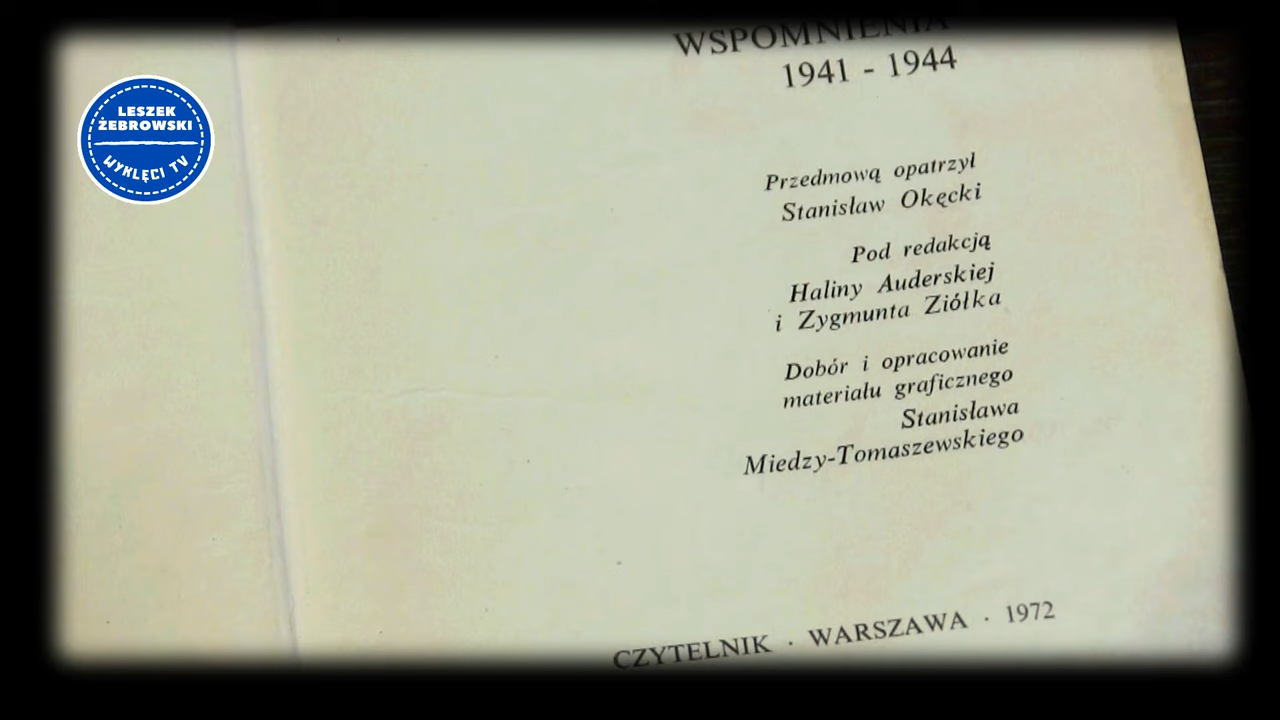 LESZEK
ŻEBROWSKI
WYKLĘCI TV
WSPOMNIENIA
1941 - 1944
Przedmową opatrzył
Stanisław Okęcki
Pod redakcją
Haliny Auderskiej
i Zygmunta Ziółka
Dobór i opracowanie
materiału graficznego
Stanisława
Miedzy-Tomaszewskiego
CZYTELNIK · WARSZAWA · 1972